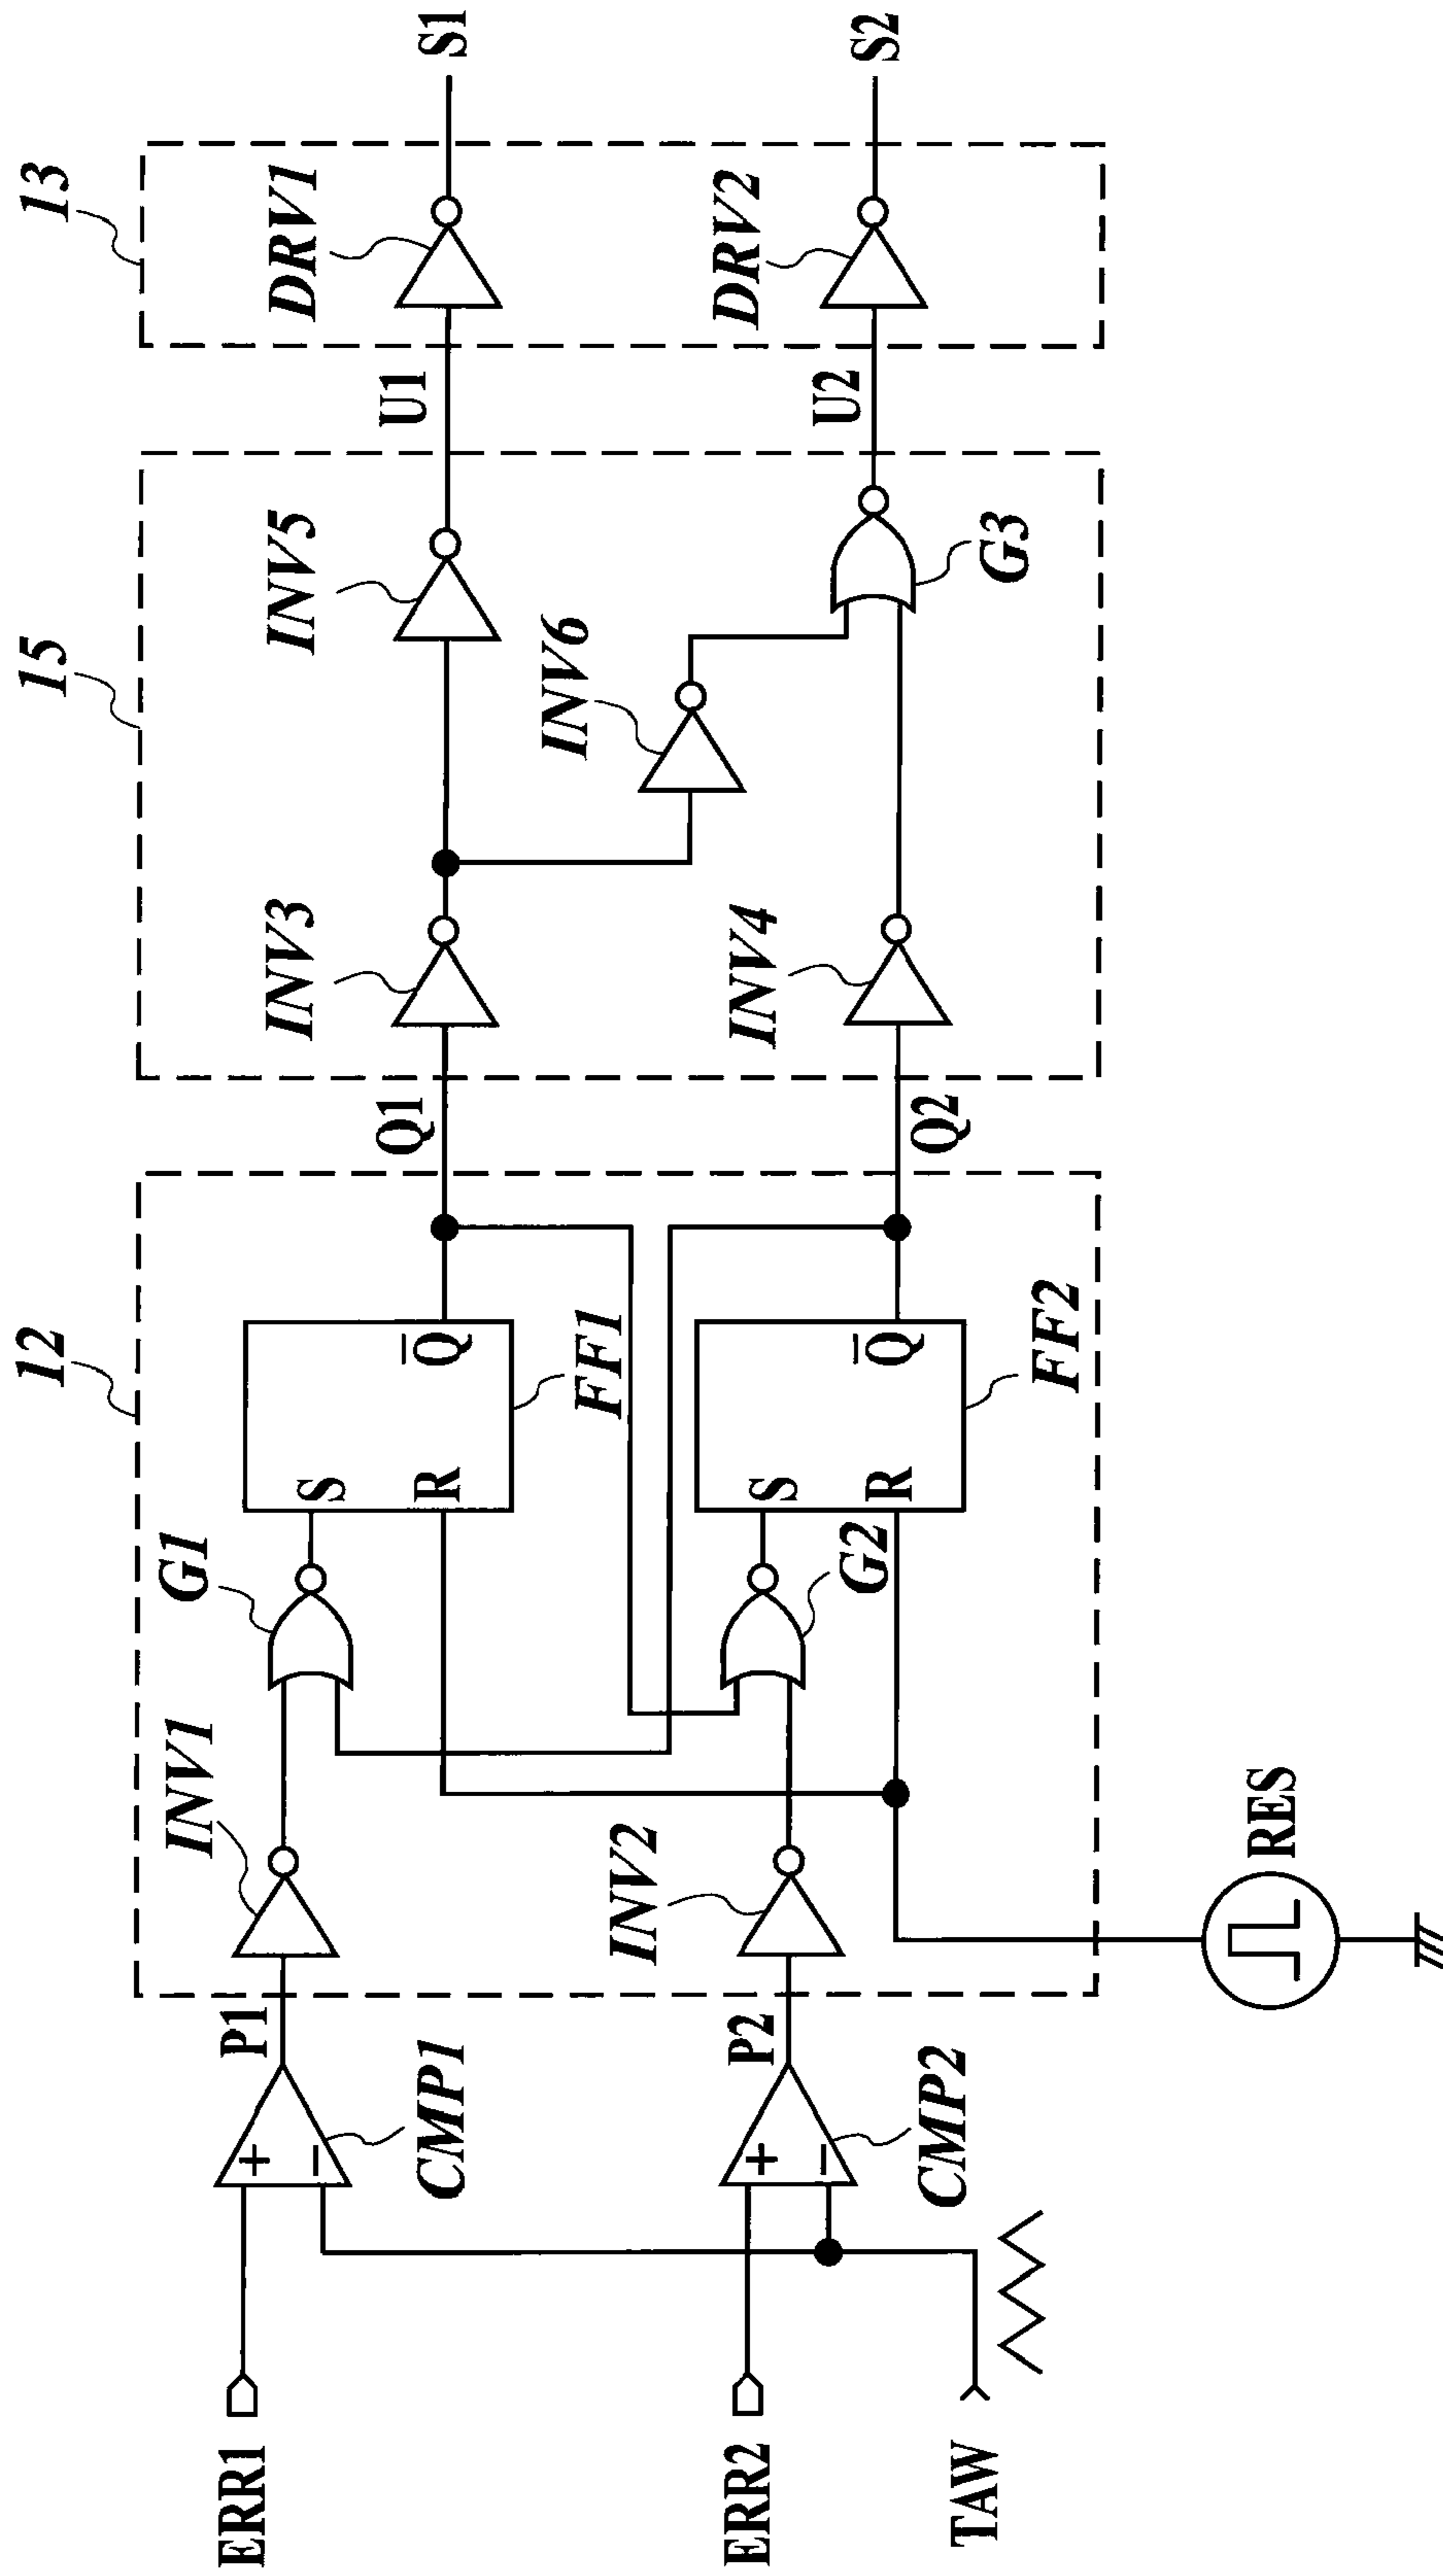 12
15
13
ERR1
+
−
CMP1
P1
INV1
G1
S
R
Q̅
FF1
Q1
INV3
INV5
U1
DRV1
S1
INV6
ERR2
+
−
CMP2
P2
INV2
G2
S
R
Q̅
FF2
Q2
INV4
G3
U2
DRV2
S2
TAW
RES